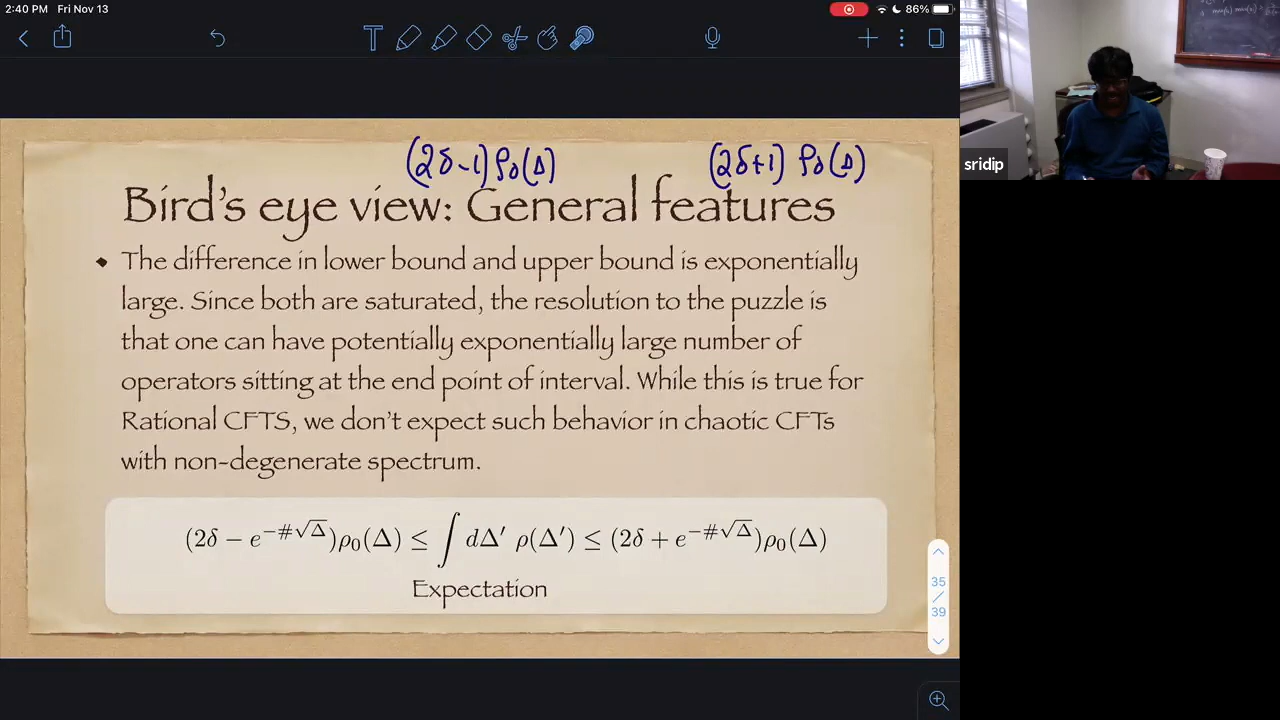 2:40 PM Fri Nov 13
86%
sridip
(2δ-1) ρ₀(Δ) (2δ+1) ρ₀(Δ)
Bird's eye view: General features
The difference in lower bound and upper bound is exponentially
large. Since both are saturated, the resolution to the puzzle is
that one can have potentially exponentially large number of
operators sitting at the end point of interval. While this is true for
Rational CFTS, we don't expect such behavior in chaotic CFTs
with non-degenerate spectrum.
(2δ − e^{−#√Δ})ρ₀(Δ) ≤ ∫ dΔ′ ρ(Δ′) ≤ (2δ + e^{−#√Δ})ρ₀(Δ)
Expectation
35
/
39